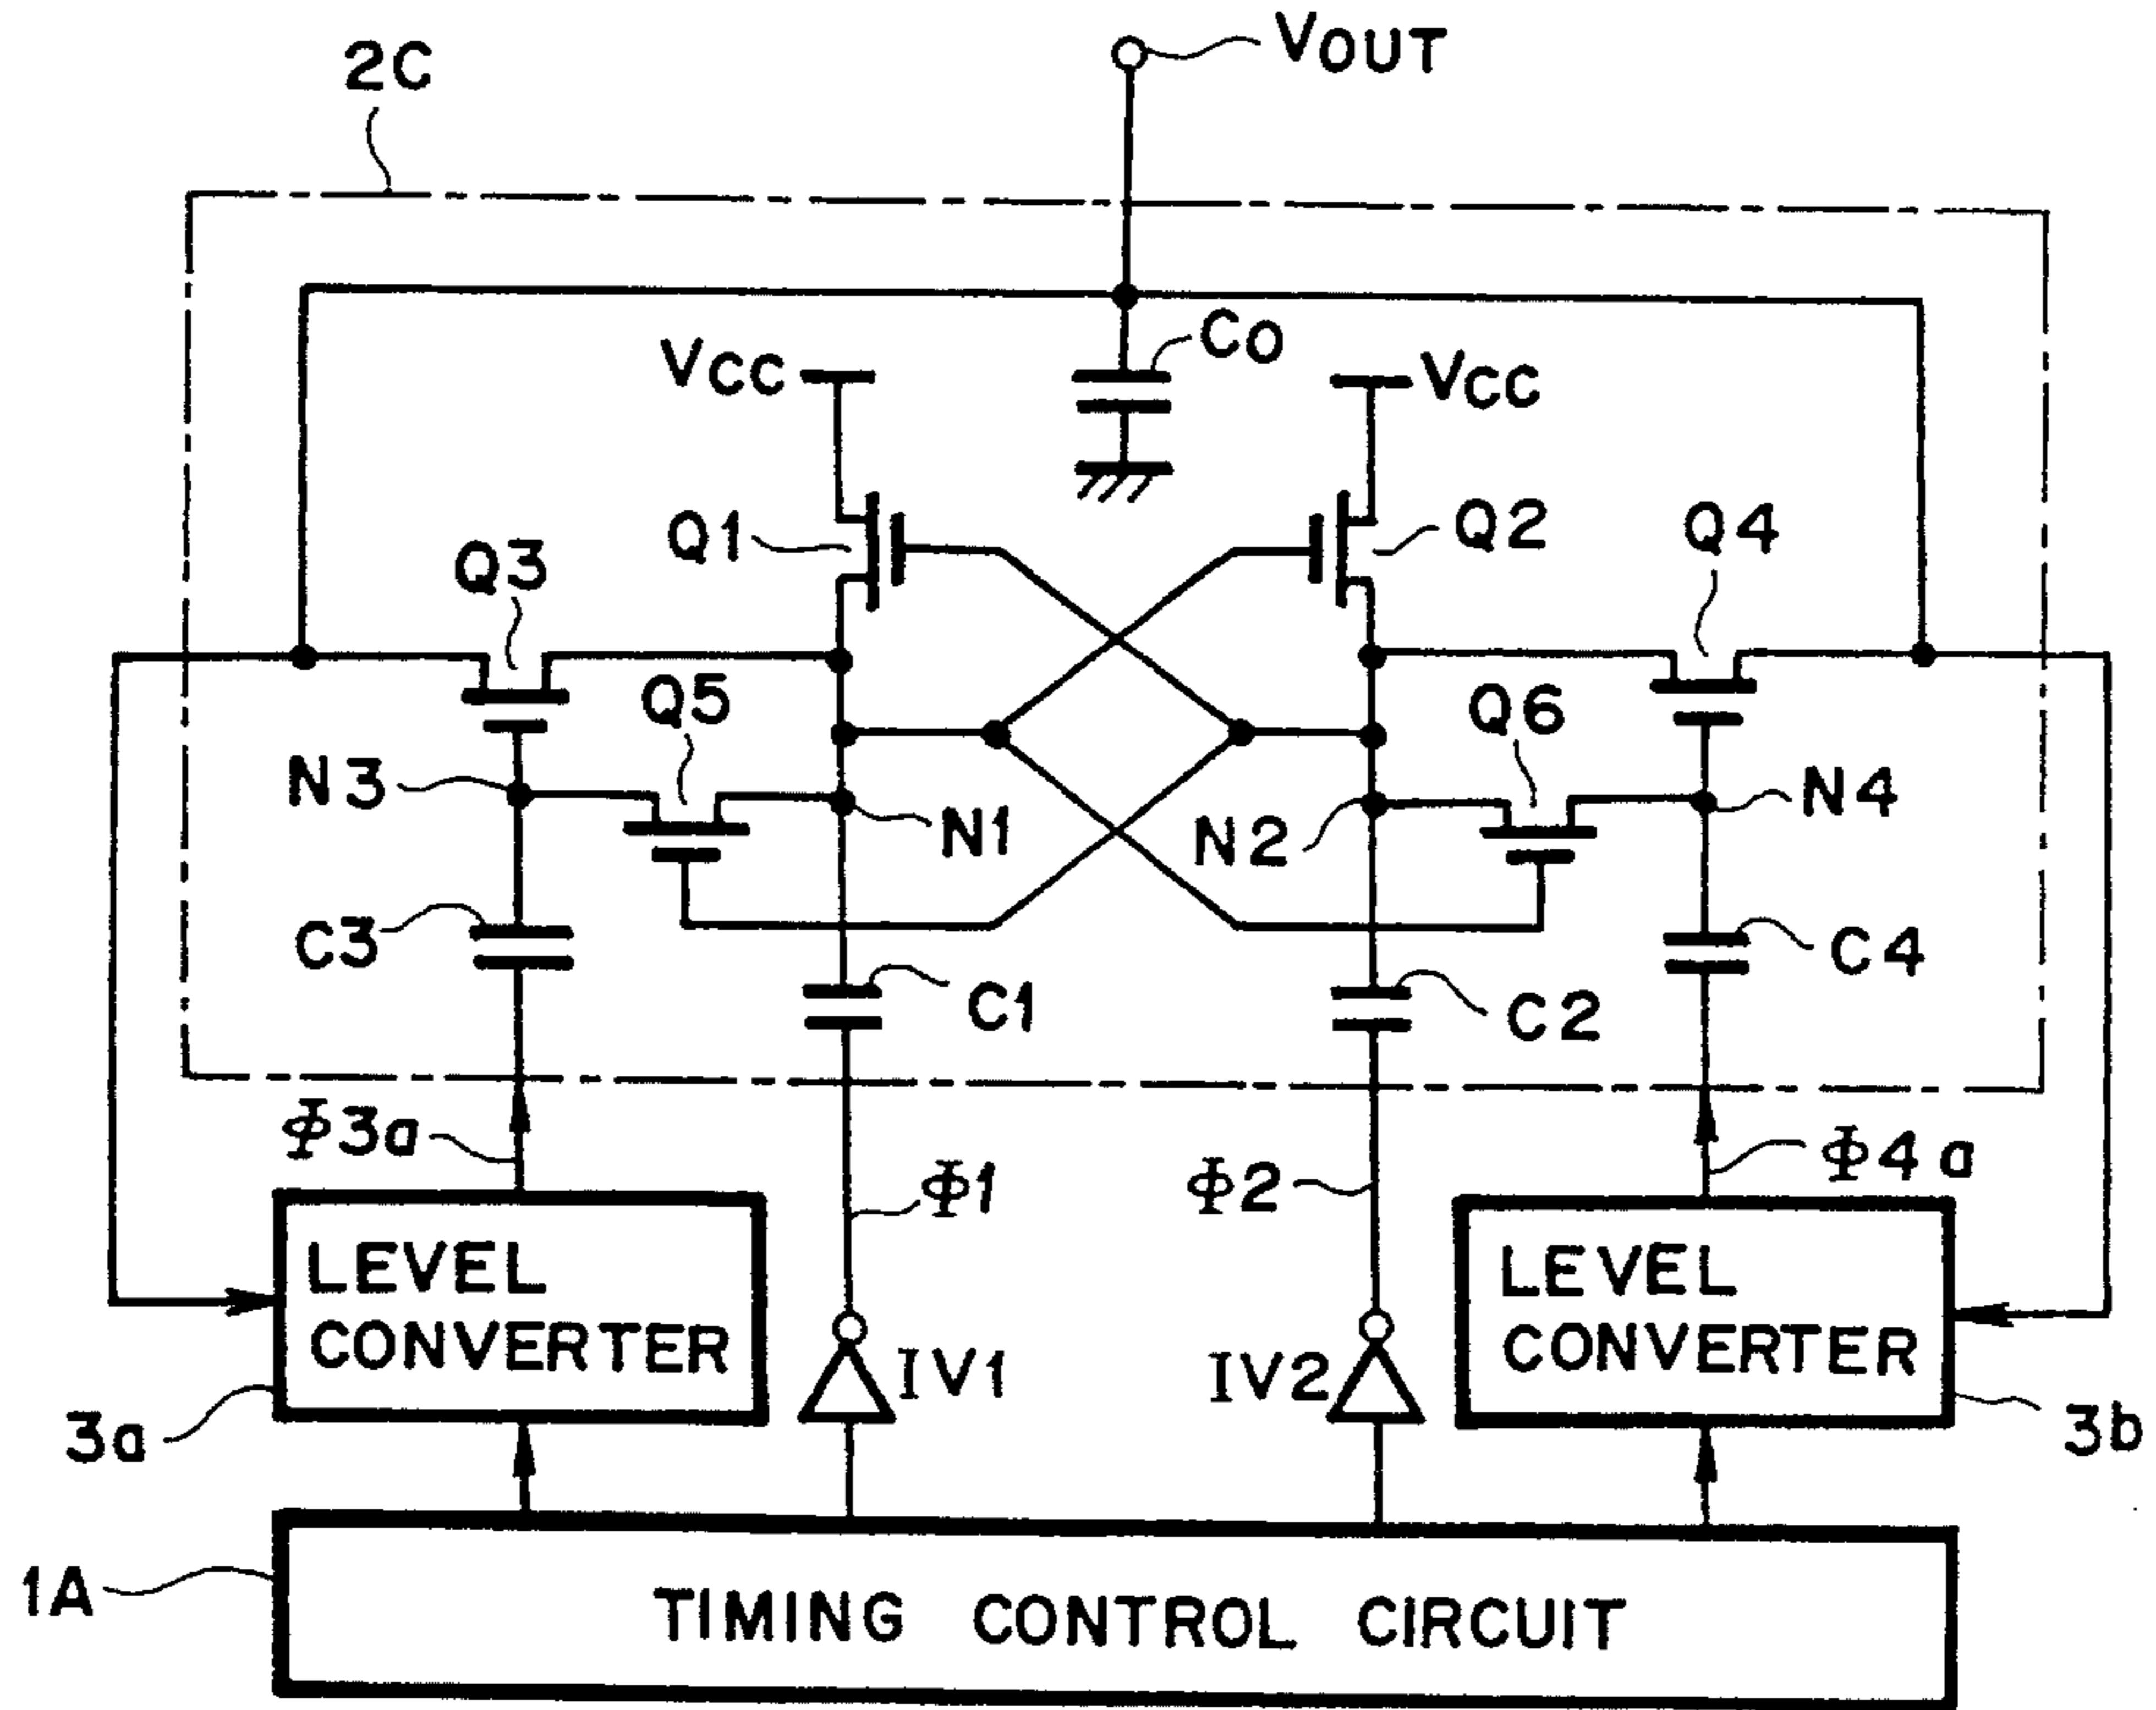 VOUT
2C
CO
VCC
VCC
Q1
Q2
Q4
Q3
Q5
Q6
N3
N4
N1
N2
C3
C4
C1
C2
Φ3a
Φ4a
Φ1
Φ2
LEVEL
CONVERTER
LEVEL
CONVERTER
IV1
IV2
3a
3b
1A
TIMING CONTROL CIRCUIT